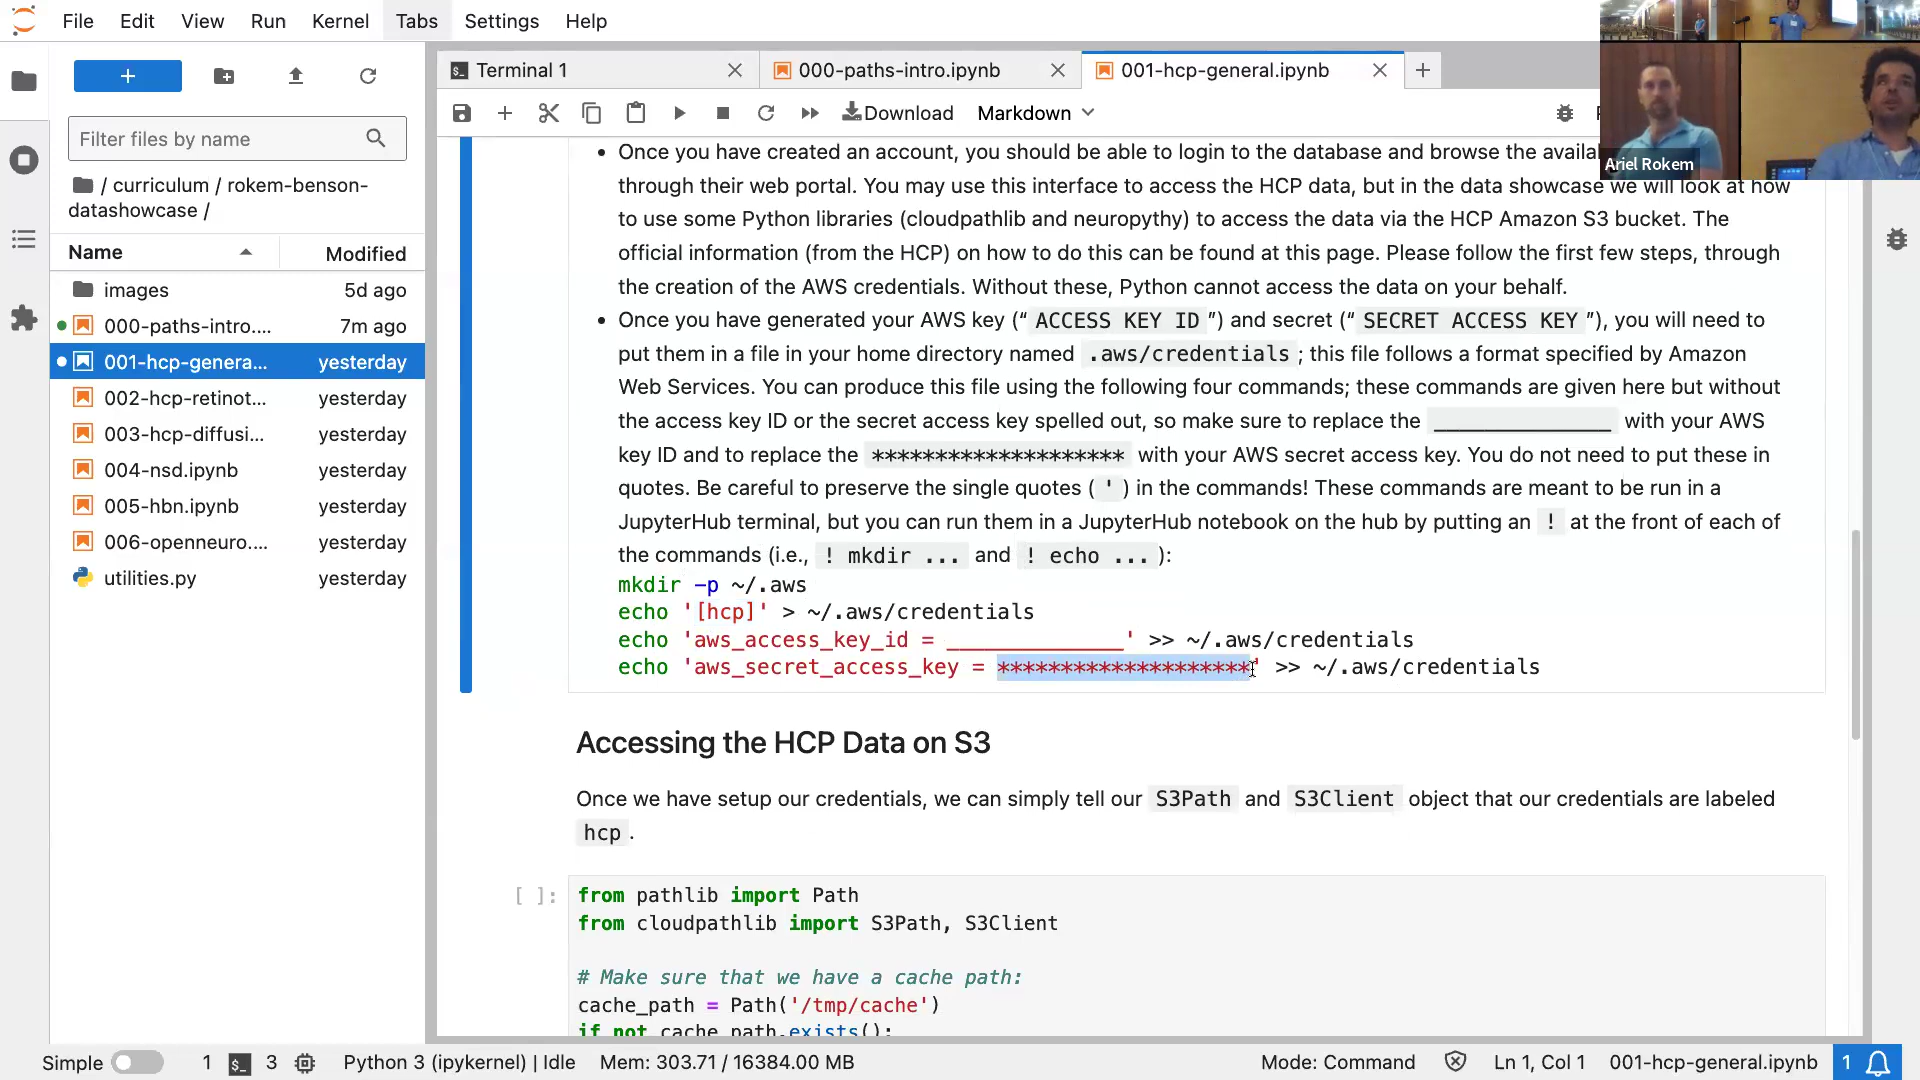 File Edit View Run Kernel Tabs Settings Help
Terminal 1
000-paths-intro.ipynb
001-hcp-general.ipynb
Download
Markdown
Filter files by name
/ curriculum / rokem-benson-
datashowcase /
Name Modified
images 5d ago
000-paths-intro.... 7m ago
001-hcp-genera... yesterday
002-hcp-retinot... yesterday
003-hcp-diffusi... yesterday
004-nsd.ipynb yesterday
005-hbn.ipynb yesterday
006-openneuro.... yesterday
utilities.py yesterday
Ariel Rokem
• Once you have created an account, you should be able to login to the database and browse the availa
through their web portal. You may use this interface to access the HCP data, but in the data showcase we will look at how
to use some Python libraries (cloudpathlib and neuropythy) to access the data via the HCP Amazon S3 bucket. The
official information (from the HCP) on how to do this can be found at this page. Please follow the first few steps, through
the creation of the AWS credentials. Without these, Python cannot access the data on your behalf.
• Once you have generated your AWS key (“ ACCESS KEY ID ”) and secret (“ SECRET ACCESS KEY ”), you will need to
put them in a file in your home directory named .aws/credentials ; this file follows a format specified by Amazon
Web Services. You can produce this file using the following four commands; these commands are given here but without
the access key ID or the secret access key spelled out, so make sure to replace the ______________ with your AWS
key ID and to replace the ******************** with your AWS secret access key. You do not need to put these in
quotes. Be careful to preserve the single quotes ( ' ) in the commands! These commands are meant to be run in a
JupyterHub terminal, but you can run them in a JupyterHub notebook on the hub by putting an ! at the front of each of
the commands (i.e., ! mkdir ... and ! echo ... ):
mkdir -p ~/.aws
echo '[hcp]' > ~/.aws/credentials
echo 'aws_access_key_id = ______________' >> ~/.aws/credentials
echo 'aws_secret_access_key = ********************' >> ~/.aws/credentials
Accessing the HCP Data on S3
Once we have setup our credentials, we can simply tell our S3Path and S3Client object that our credentials are labeled
hcp .
[ ]:
from pathlib import Path
from cloudpathlib import S3Path, S3Client
# Make sure that we have a cache path:
cache_path = Path('/tmp/cache')
if not cache_path.exists():
Simple 1 3 Python 3 (ipykernel) | Idle Mem: 303.71 / 16384.00 MB Mode: Command Ln 1, Col 1 001-hcp-general.ipynb 1